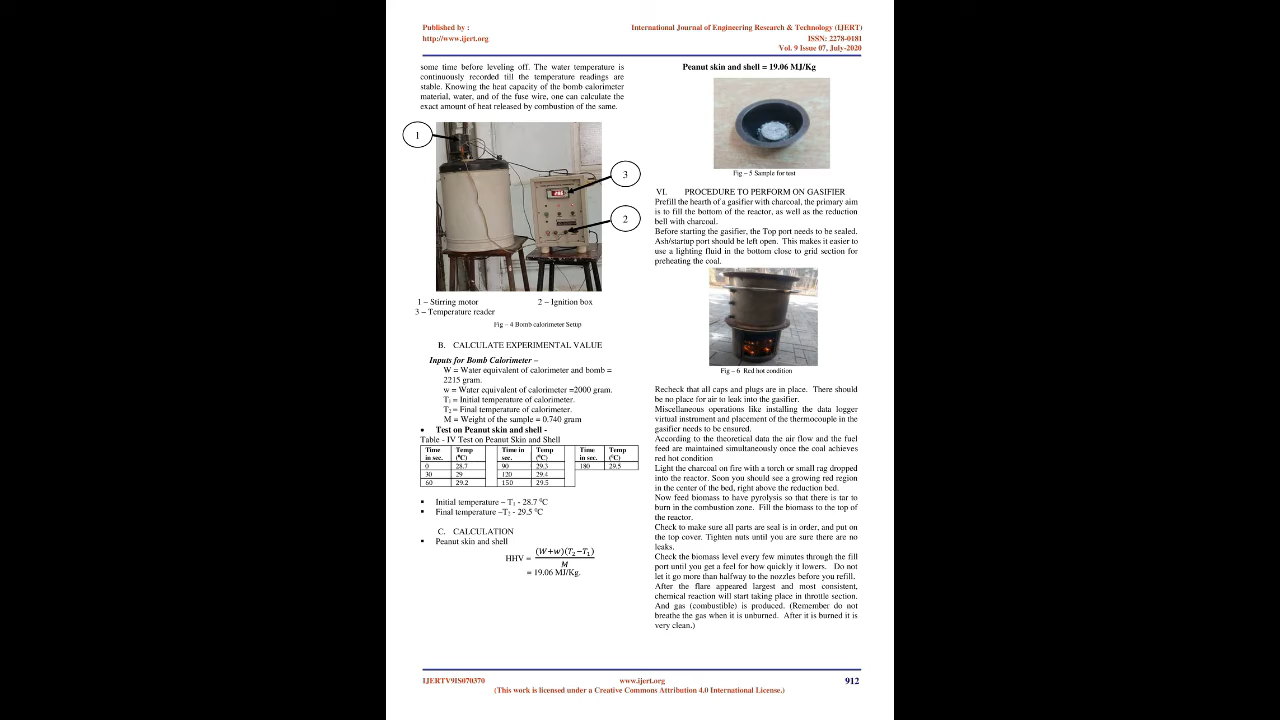 Published by :
http://www.ijert.org
International Journal of Engineering Research & Technology (IJERT)
ISSN: 2278-0181
Vol. 9 Issue 07, July-2020
some time before leveling off. The water temperature is
continuously recorded till the temperature readings are
stable. Knowing the heat capacity of the bomb calorimeter
material, water, and of the fuse wire, one can calculate the
exact amount of heat released by combustion of the same.
1
3
2
1 – Stirring motor
2 – Ignition box
3 – Temperature reader
Fig – 4 Bomb calorimeter Setup
B. CALCULATE EXPERIMENTAL VALUE
Inputs for Bomb Calorimeter –
W = Water equivalent of calorimeter and bomb =
2215 gram.
w = Water equivalent of calorimeter =2000 gram.
T₁ = Initial temperature of calorimeter.
T₂ = Final temperature of calorimeter.
M = Weight of the sample = 0.740 gram
• Test on Peanut skin and shell -
Table - IV Test on Peanut Skin and Shell
Time in sec. Temp (⁰C) Time in sec. Temp (⁰C) Time in sec. Temp (⁰C)
0 28.7 90 29.3 180 29.5
30 29 120 29.4
60 29.2 150 29.5
▪ Initial temperature – T₁ - 28.7 ⁰C
▪ Final temperature –T₂ - 29.5 ⁰C
C. CALCULATION
▪ Peanut skin and shell
HHV = (W+w)(T₂−T₁)
M
= 19.06 MJ/Kg.
Peanut skin and shell = 19.06 MJ/Kg
Fig – 5 Sample for test
VI. PROCEDURE TO PERFORM ON GASIFIER
Prefill the hearth of a gasifier with charcoal, the primary aim
is to fill the bottom of the reactor, as well as the reduction
bell with charcoal.
Before starting the gasifier, the Top port needs to be sealed.
Ash/startup port should be left open. This makes it easier to
use a lighting fluid in the bottom close to grid section for
preheating the coal.
Fig – 6 Red hot condition
Recheck that all caps and plugs are in place. There should
be no place for air to leak into the gasifier.
Miscellaneous operations like installing the data logger
virtual instrument and placement of the thermocouple in the
gasifier needs to be ensured.
According to the theoretical data the air flow and the fuel
feed are maintained simultaneously once the coal achieves
red hot condition
Light the charcoal on fire with a torch or small rag dropped
into the reactor. Soon you should see a growing red region
in the center of the bed, right above the reduction bed.
Now feed biomass to have pyrolysis so that there is tar to
burn in the combustion zone. Fill the biomass to the top of
the reactor.
Check to make sure all parts are seal is in order, and put on
the top cover. Tighten nuts until you are sure there are no
leaks.
Check the biomass level every few minutes through the fill
port until you get a feel for how quickly it lowers. Do not
let it go more than halfway to the nozzles before you refill.
After the flare appeared largest and most consistent,
chemical reaction will start taking place in throttle section.
And gas (combustible) is produced. (Remember do not
breathe the gas when it is unburned. After it is burned it is
very clean.)
IJERTV9IS070370
www.ijert.org
912
(This work is licensed under a Creative Commons Attribution 4.0 International License.)